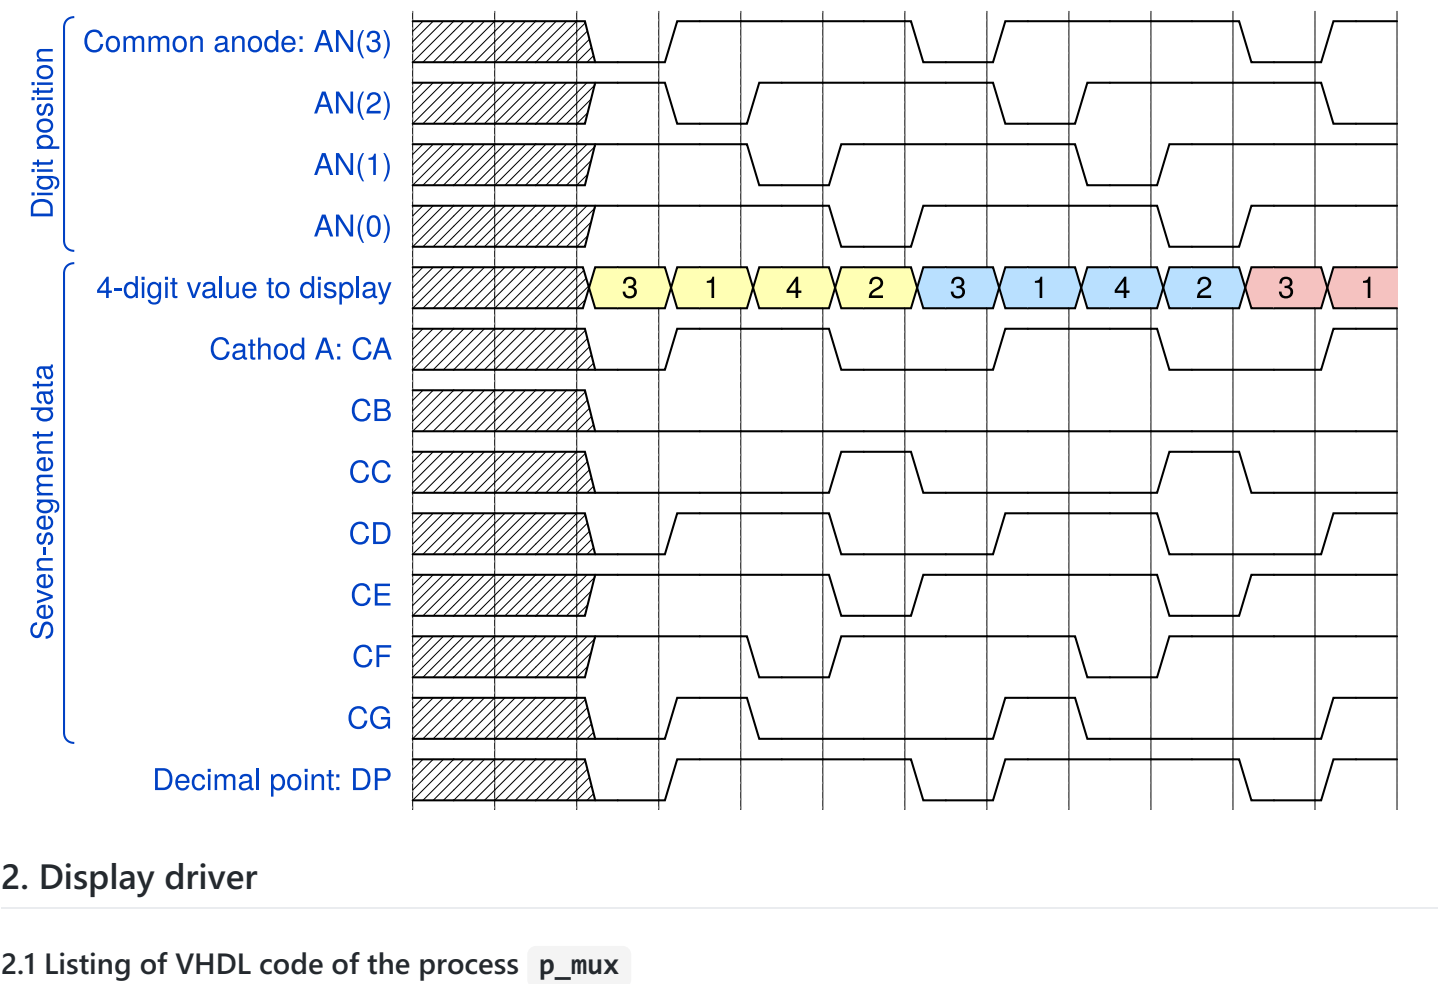 Digit position
Common anode: AN(3)
AN(2)
AN(1)
AN(0)
Seven-segment data
4-digit value to display
3 1 4 2 3 1 4 2 3 1
Cathod A: CA
CB
CC
CD
CE
CF
CG
Decimal point: DP
2. Display driver
2.1 Listing of VHDL code of the process p_mux